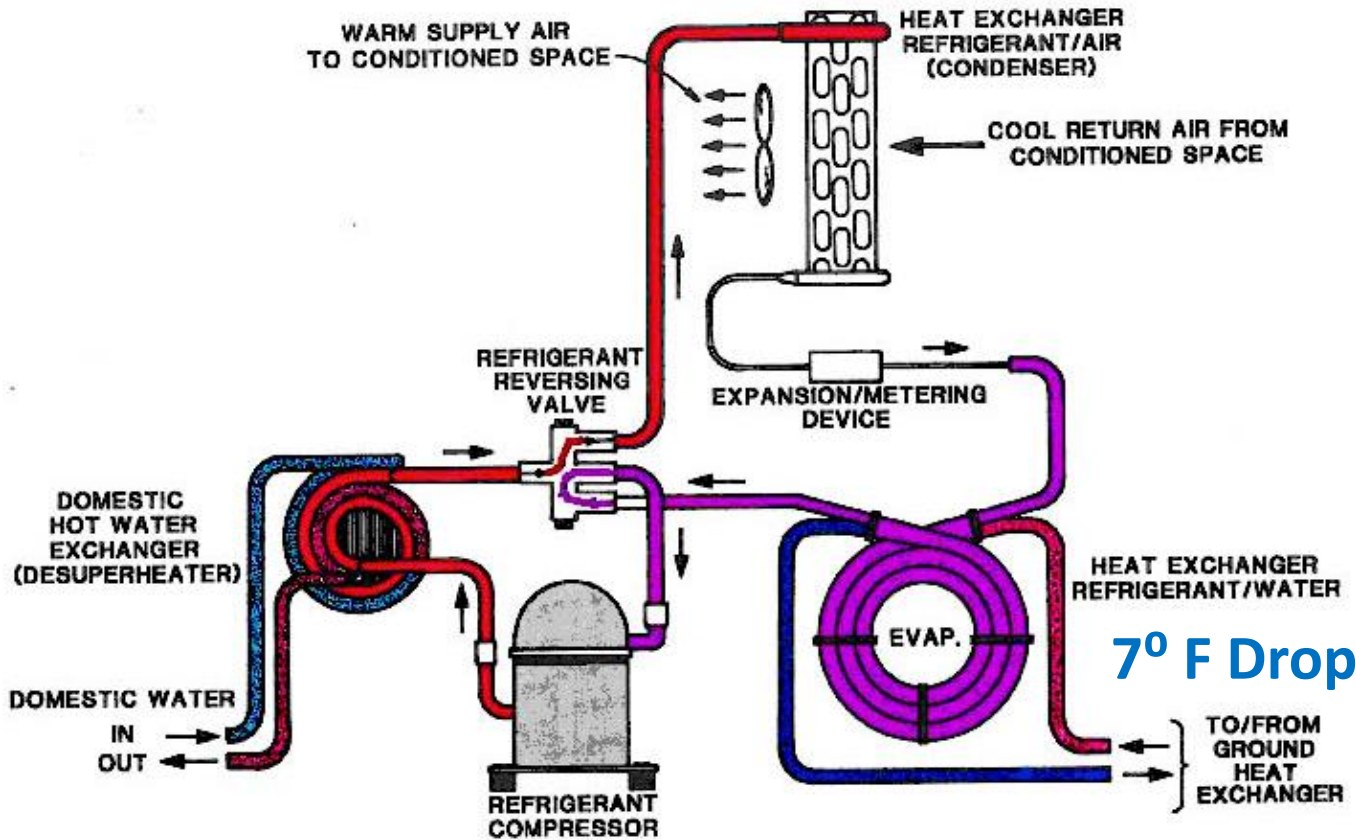 WARM SUPPLY AIR
TO CONDITIONED SPACE
HEAT EXCHANGER
REFRIGERANT/AIR
(CONDENSER)
COOL RETURN AIR FROM
CONDITIONED SPACE
REFRIGERANT
REVERSING
VALVE
EXPANSION/METERING
DEVICE
DOMESTIC
HOT WATER
EXCHANGER
(DESUPERHEATER)
HEAT EXCHANGER
REFRIGERANT/WATER
EVAP.
7⁰ F Drop
DOMESTIC WATER
IN
OUT
TO/FROM
GROUND
HEAT
EXCHANGER
REFRIGERANT
COMPRESSOR